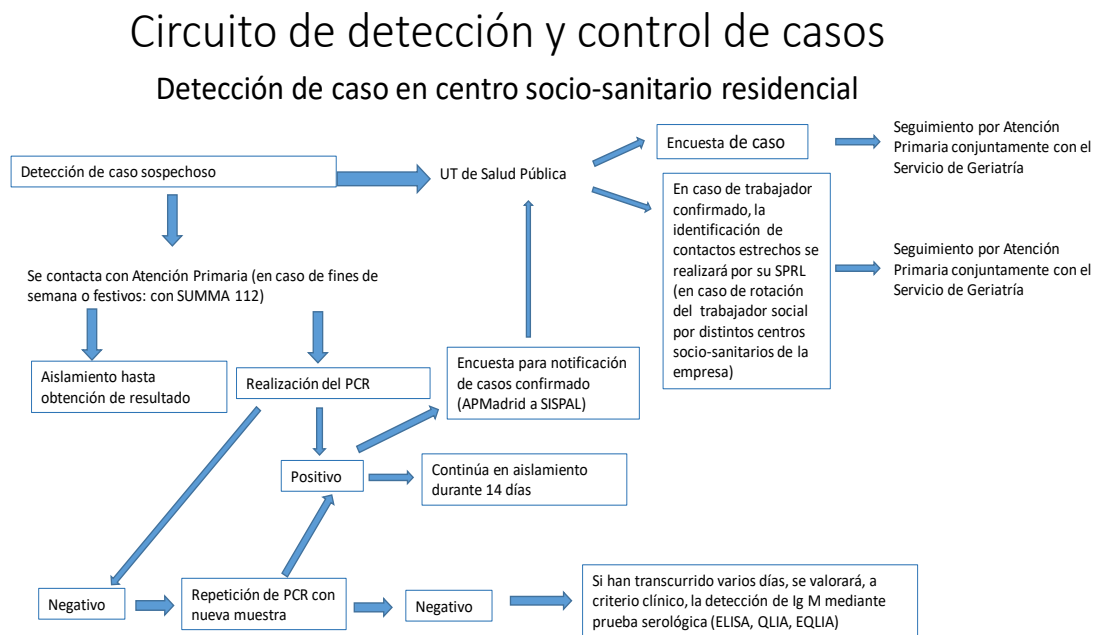 Circuito de detección y control de casos
Detección de caso en centro socio-sanitario residencial
Detección de caso sospechoso
UT de Salud Pública
Encuesta de caso
Seguimiento por Atención
Primaria conjuntamente con el
Servicio de Geriatría
En caso de trabajador
confirmado, la
identificación de
contactos estrechos se
realizará por su SPRL
(en caso de rotación
del trabajador social
por distintos centros
socio-sanitarios de la
empresa)
Seguimiento por Atención
Primaria conjuntamente con el
Servicio de Geriatría
Se contacta con Atención Primaria (en caso de fines de
semana o festivos: con SUMMA 112)
Aislamiento hasta
obtención de resultado
Realización del PCR
Encuesta para notificación
de casos confirmado
(APMadrid a SISPAL)
Positivo
Continúa en aislamiento
durante 14 días
Negativo
Repetición de PCR con
nueva muestra
Negativo
Si han transcurrido varios días, se valorará, a
criterio clínico, la detección de Ig M mediante
prueba serológica (ELISA, QLIA, EQLIA)